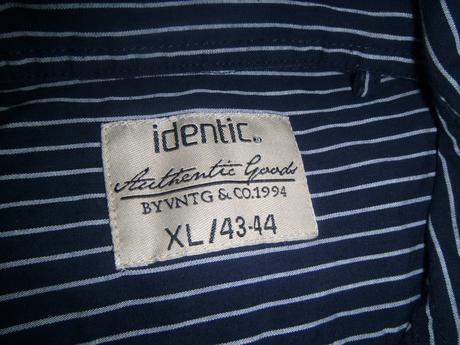 identic.
Authentic Goods
BYVNTG & CO.1994
XL/43-44